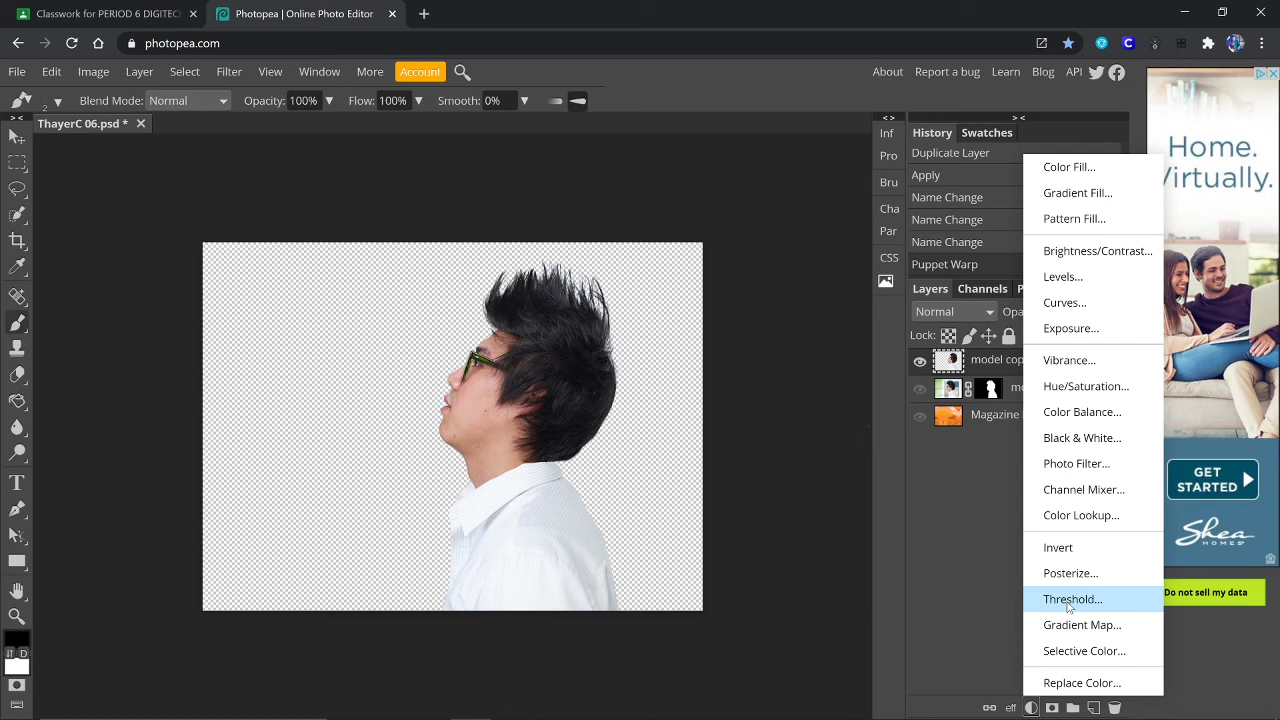 Classwork for PERIOD 6 DIGITEC
Photopea | Online Photo Editor
photopea.com
File Edit Image Layer Select Filter View Window More Account
About Report a bug Learn Blog API
2 Blend Mode: Normal Opacity: 100% Flow: 100% Smooth: 0%
ThayerC 06.psd *
Inf
Pro
Bru
Cha
Par
CSS
History Swatches
Duplicate Layer
Apply
Name Change
Name Change
Name Change
Puppet Warp
Layers Channels P
Normal Opa
Lock:
model cop
mo
Magazine
eff
Color Fill...
Gradient Fill...
Pattern Fill...
Brightness/Contrast...
Levels...
Curves...
Exposure...
Vibrance...
Hue/Saturation...
Color Balance...
Black & White...
Photo Filter...
Channel Mixer...
Color Lookup...
Invert
Posterize...
Threshold...
Gradient Map...
Selective Color...
Replace Color...
Home.
Virtually.
GET
STARTED
Shea
HOMES
Do not sell my data
D